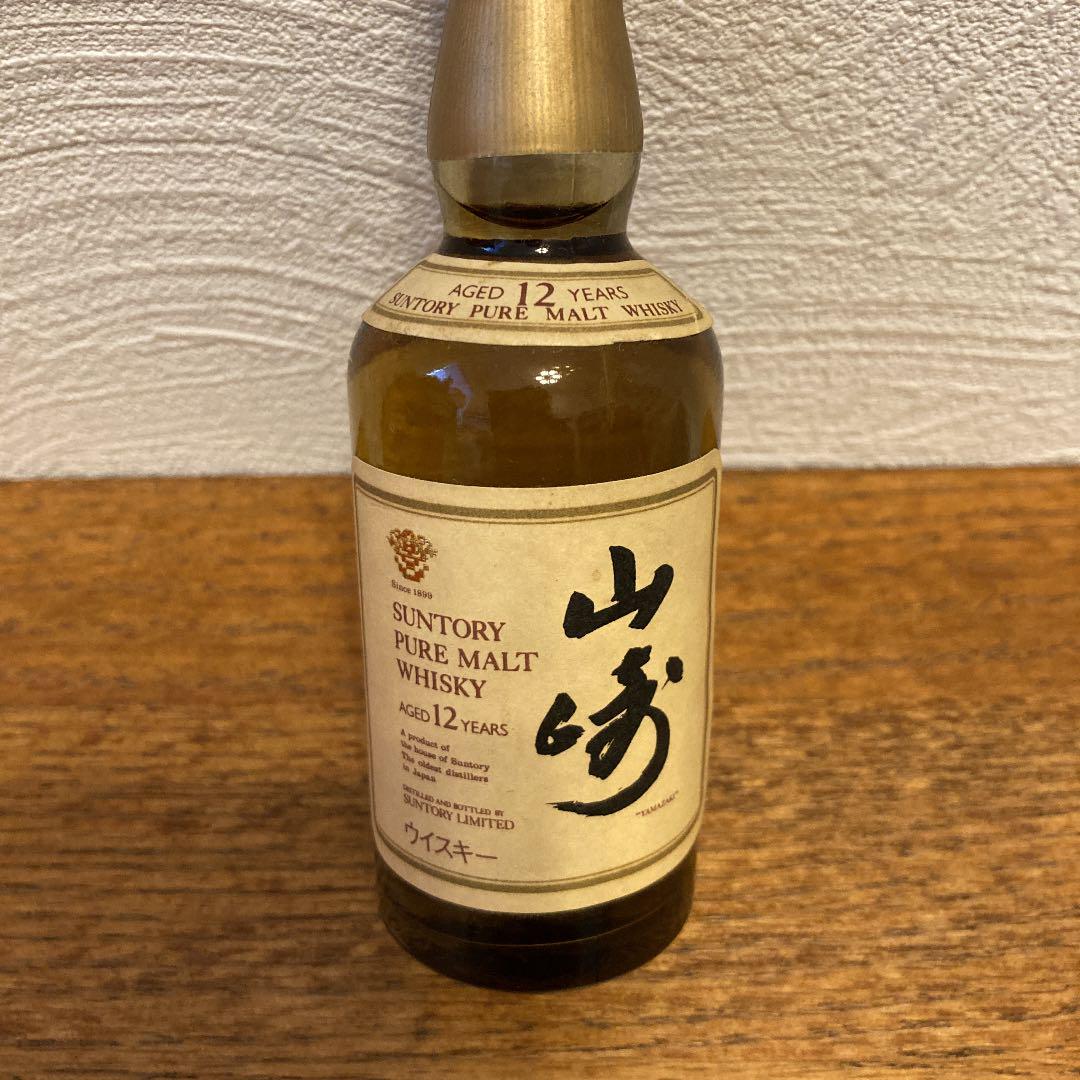 AGED 12 YEARS
SUNTORY PURE MALT WHISKY
Since 1899
SUNTORY
PURE MALT
WHISKY
AGED 12 YEARS
A product of
the house of Suntory
The oldest distillers
in Japan
DISTILLED AND BOTTLED BY
SUNTORY LIMITED
ウイスキー
山崎
"YAMAZAKI"